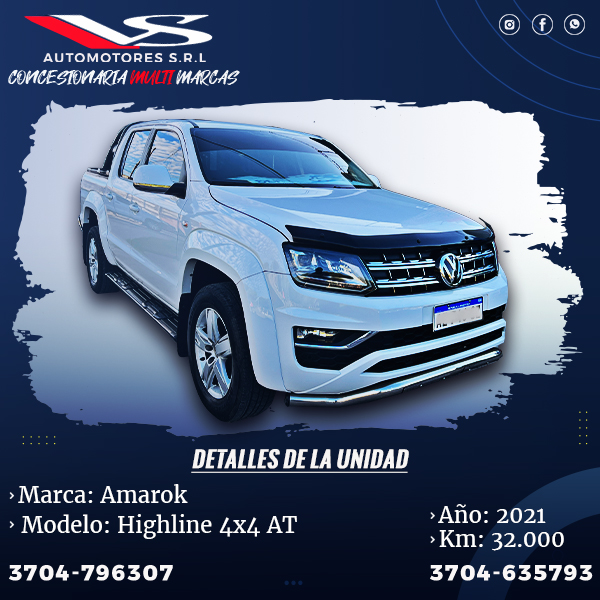 VS
AUTOMOTORES S.R.L
CONCESIONARIA MULTI MARCAS
DETALLES DE LA UNIDAD
Marca: Amarok
Modelo: Highline 4x4 AT
Año: 2021
Km: 32.000
3704-796307
3704-635793